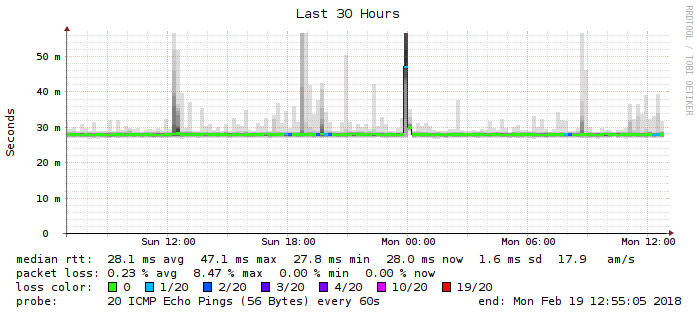 Last 30 Hours
RRDTOOL / TOBI OETIKER
Seconds
50 m
40 m
30 m
20 m
10 m
0
Sun 12:00 Sun 18:00 Mon 00:00 Mon 06:00 Mon 12:00
median rtt: 28.1 ms avg 47.1 ms max 27.8 ms min 28.0 ms now 1.6 ms sd 17.9 am/s
packet loss: 0.23 % avg 8.47 % max 0.00 % min 0.00 % now
loss color: 0 1/20 2/20 3/20 4/20 10/20 19/20
probe: 20 ICMP Echo Pings (56 Bytes) every 60s end: Mon Feb 19 12:55:05 2018